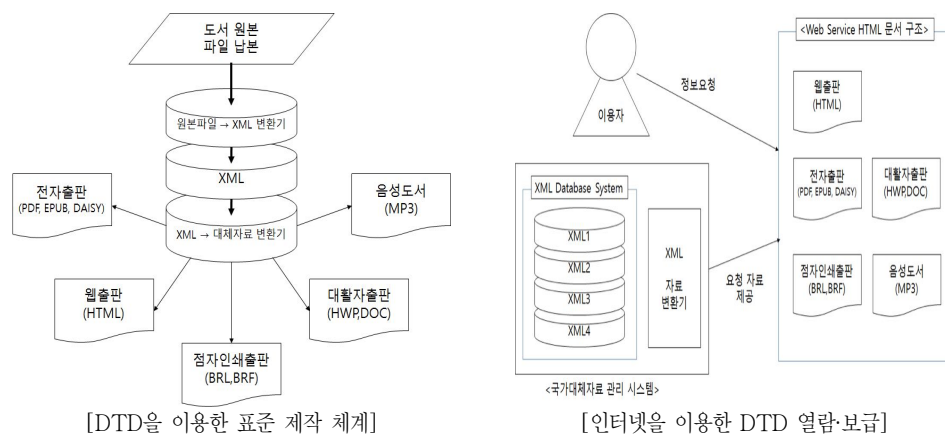 도서 원본
파일 납본
원본파일 → XML 변환기
XML
XML → 대체자료 변환기
전자출판
(PDF, EPUB, DAISY)
음성도서
(MP3)
웹출판
(HTML)
대활자출판
(HWP,DOC)
점자인쇄출판
(BRL,BRF)
[DTD을 이용한 표준 제작 체계]
이용자
정보요청
<Web Service HTML 문서 구조>
웹출판
(HTML)
전자출판
(PDF, EPUB, DAISY)
대활자출판
(HWP,DOC)
점자인쇄출판
(BRL,BRF)
음성도서
(MP3)
XML Database System
XML1
XML2
XML3
XML4
XML
자료
변환기
요청 자료
제공
<국가대체자료 관리 시스템>
[인터넷을 이용한 DTD 열람·보급]